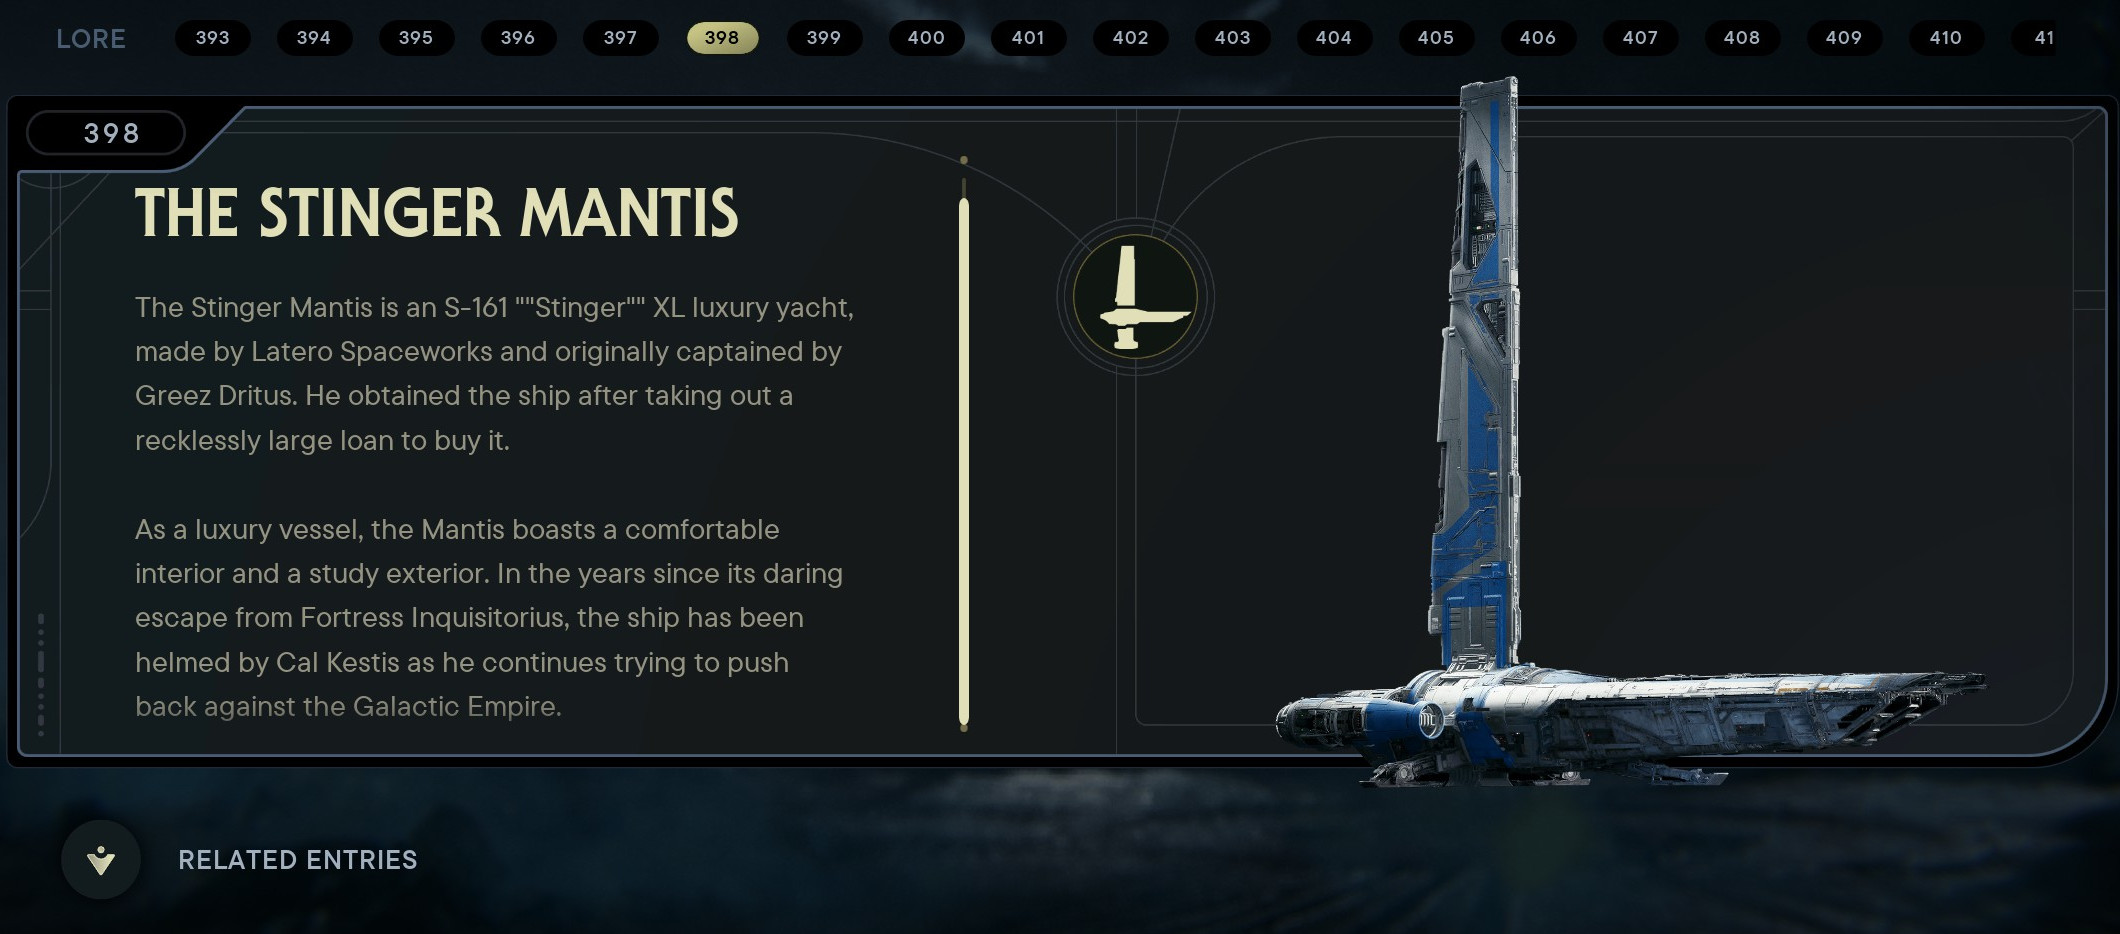 LORE 393 394 395 396 397 398 399 400 401 402 403 404 405 406 407 408 409 410 41
398
THE STINGER MANTIS
The Stinger Mantis is an S-161 ""Stinger"" XL luxury yacht,
made by Latero Spaceworks and originally captained by
Greez Dritus. He obtained the ship after taking out a
recklessly large loan to buy it.
As a luxury vessel, the Mantis boasts a comfortable
interior and a study exterior. In the years since its daring
escape from Fortress Inquisitorius, the ship has been
helmed by Cal Kestis as he continues trying to push
back against the Galactic Empire.
RELATED ENTRIES